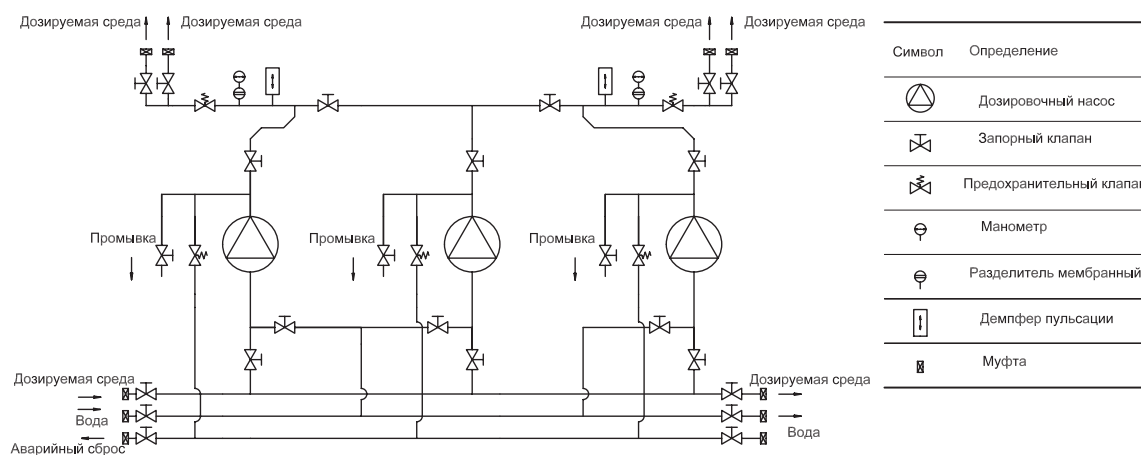 Дозируемая среда
Дозируемая среда
Дозируемая среда
Дозируемая среда
Промывка
Промывка
Промывка
Дозируемая среда
Вода
Аварийный сброс
Дозируемая среда
Вода
Символ Определение
Дозировочный насос
Запорный клапан
Предохранительный клапан
Манометр
Разделитель мембранный
Демпфер пульсации
Муфта